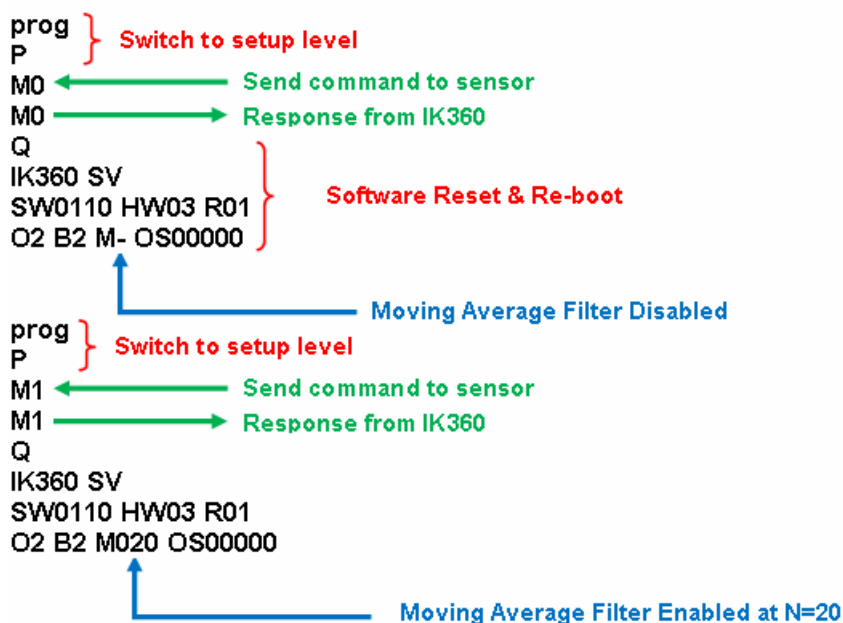 prog
P
Switch to setup level
M0
Send command to sensor
M0
Response from IK360
Q
IK360 SV
SW0110 HW03 R01
O2 B2 M- OS00000
Software Reset & Re-boot
Moving Average Filter Disabled
prog
P
Switch to setup level
M1
Send command to sensor
M1
Response from IK360
Q
IK360 SV
SW0110 HW03 R01
O2 B2 M020 OS00000
Moving Average Filter Enabled at N=20